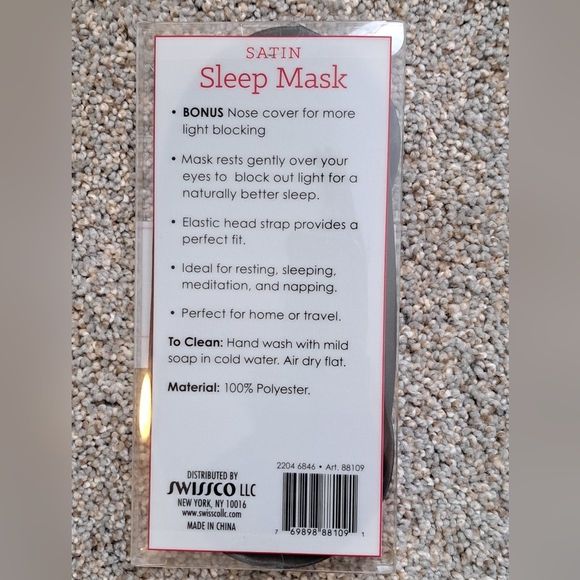 SATIN
Sleep Mask
• BONUS Nose cover for more
light blocking
• Mask rests gently over your
eyes to block out light for a
naturally better sleep.
• Elastic head strap provides a
perfect fit.
• Ideal for resting, sleeping,
meditation, and napping.
• Perfect for home or travel.
To Clean: Hand wash with mild
soap in cold water. Air dry flat.
Material: 100% Polyester.
2204 6846 • Art. 88109
DISTRIBUTED BY
SWISSCO LLC
NEW YORK, NY 10016
www.swisscollc.com
MADE IN CHINA
7 69898 88109 1